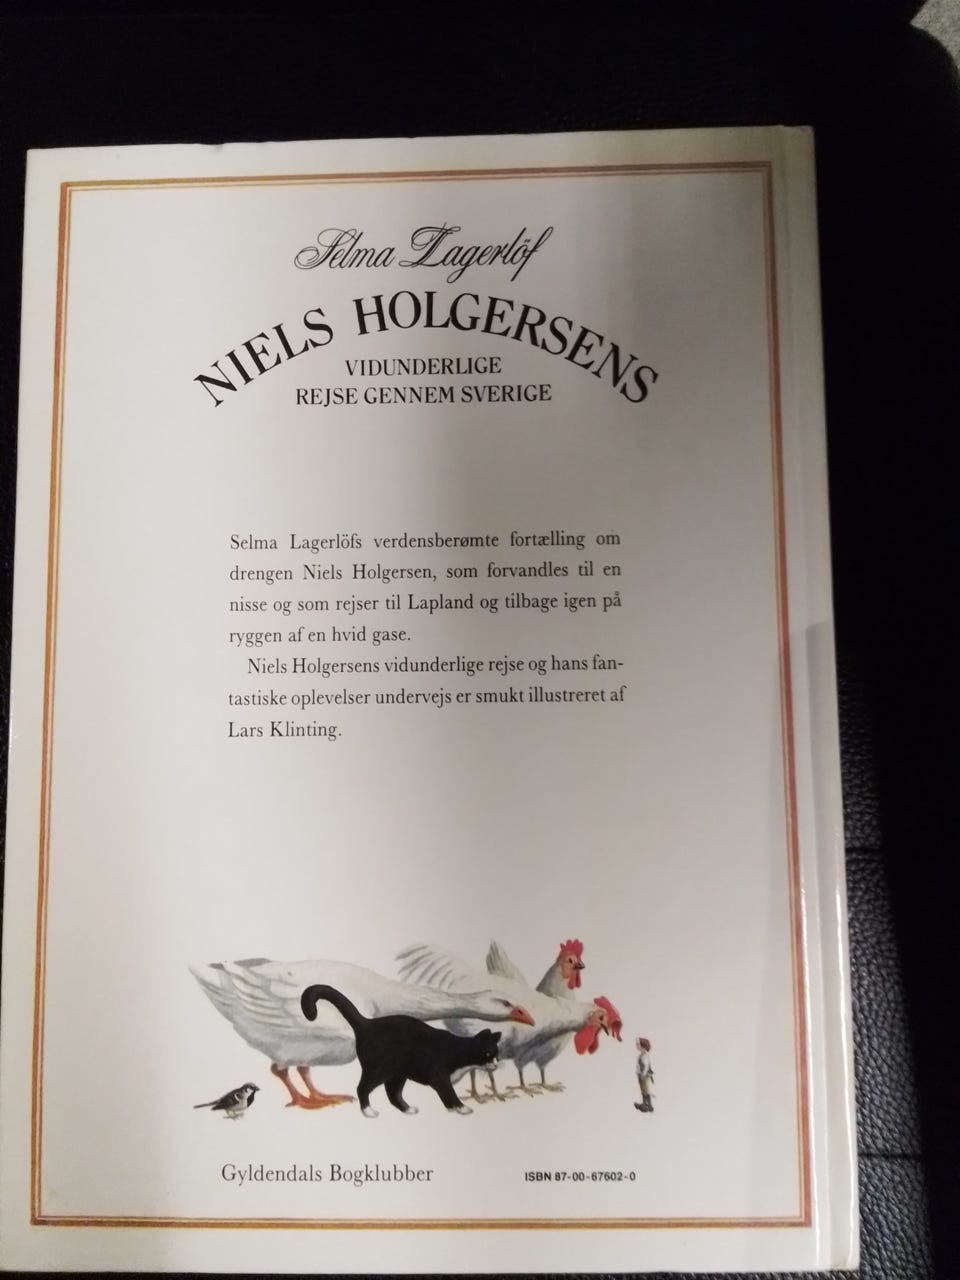 Selma Lagerlöf
NIELS HOLGERSENS
VIDUNDERLIGE
REJSE GENNEM SVERIGE
Selma Lagerlöfs verdensberømte fortælling om
drengen Niels Holgersen, som forvandles til en
nisse og som rejser til Lapland og tilbage igen på
ryggen af en hvid gase.
Niels Holgersens vidunderlige rejse og hans fan-
tastiske oplevelser undervejs er smukt illustreret af
Lars Klinting.
Gyldendals Bogklubber
ISBN 87-00-67602-0